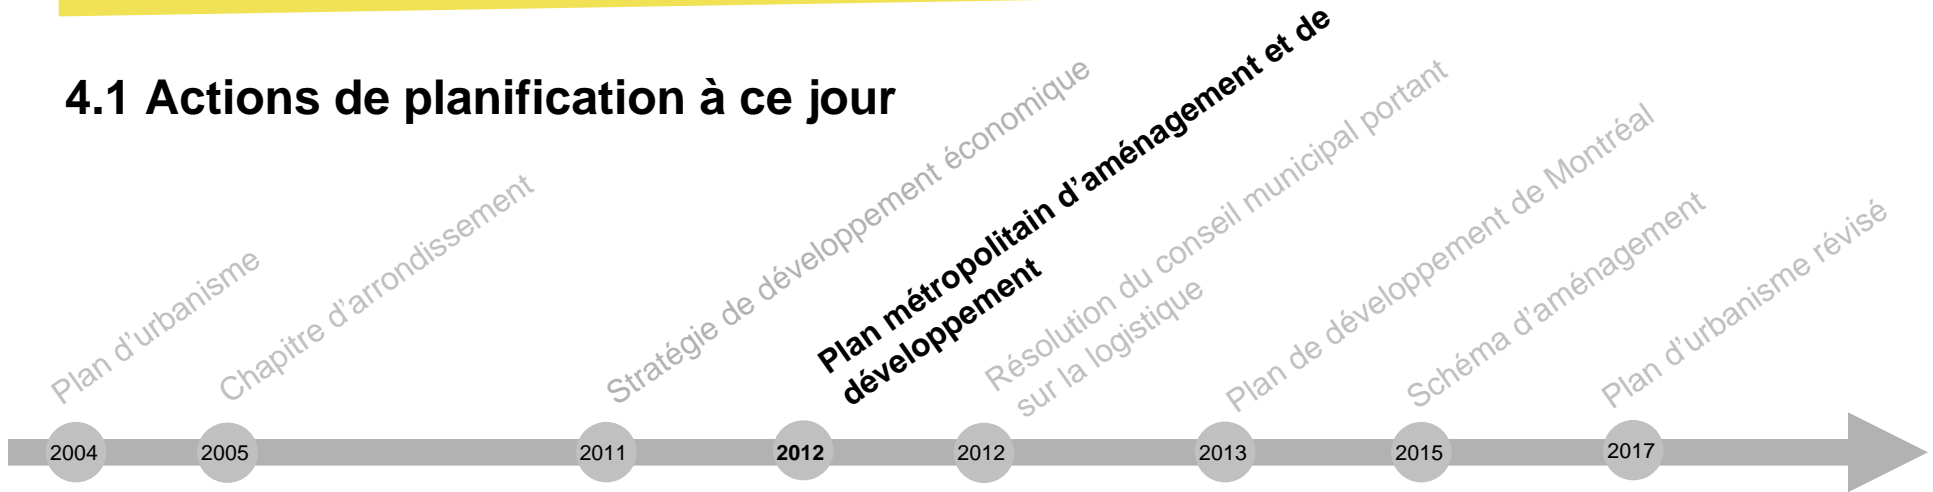 4.1 Actions de planification à ce jour
Plan d’urbanisme
Chapitre d’arrondissement
Stratégie de développement économique
Plan métropolitain d’aménagement et de
développement
Résolution du conseil municipal portant
sur la logistique
Plan de développement de Montréal
Schéma d’aménagement
Plan d’urbanisme révisé
2004
2005
2011
2012
2012
2013
2015
2017